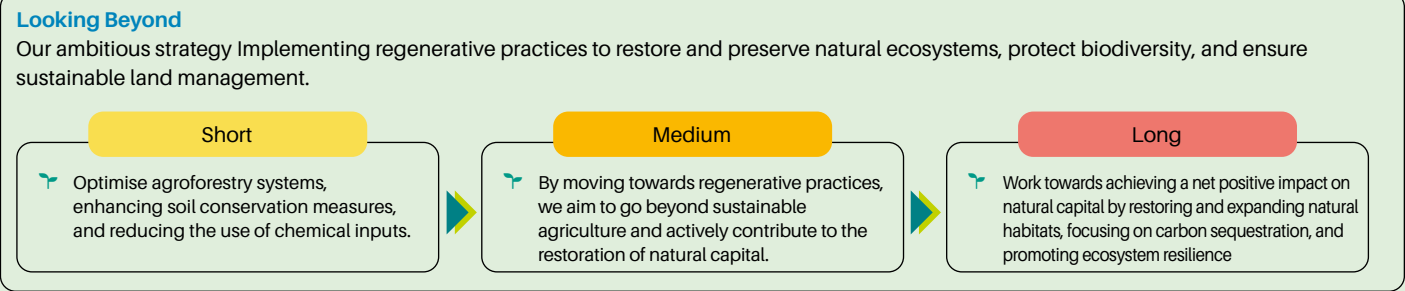 Looking Beyond
Our ambitious strategy Implementing regenerative practices to restore and preserve natural ecosystems, protect biodiversity, and ensure
sustainable land management.
Short
Optimise agroforestry systems,
enhancing soil conservation measures,
and reducing the use of chemical inputs.
Medium
By moving towards regenerative practices,
we aim to go beyond sustainable
agriculture and actively contribute to the
restoration of natural capital.
Long
Work towards achieving a net positive impact on
natural capital by restoring and expanding natural
habitats, focusing on carbon sequestration, and
promoting ecosystem resilience